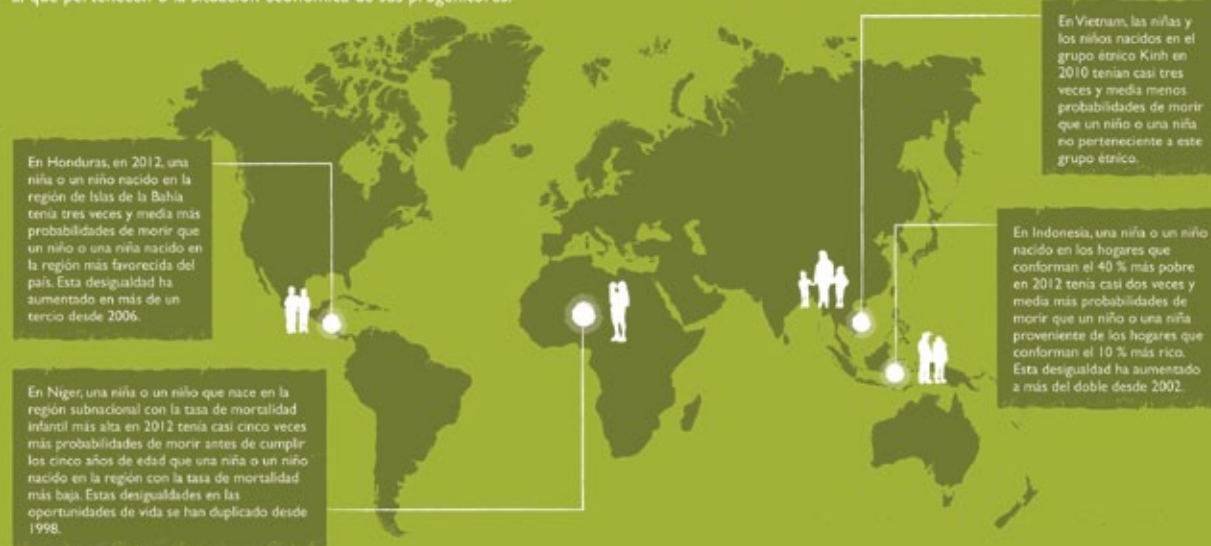 al que pertenecen o la situación económica de sus progenitores.
En Honduras, en 2012, una
niña o un niño nacido en la
región de Islas de la Bahía
tenía tres veces y media más
probabilidades de morir que
un niño o una niña nacido en
la región más favorecida del
país. Esta desigualdad ha
aumentado en más de un
tercio desde 2006.
En Níger, una niña o un niño que nace en la
región subnacional con la tasa de mortalidad
infantil más alta en 2012 tenía casi cinco veces
más probabilidades de morir antes de cumplir
los cinco años de edad que una niña o un niño
nacido en la región con la tasa de mortalidad
más baja. Estas desigualdades en las
oportunidades de vida se han duplicado desde
1998.
En Vietnam, las niñas y
los niños nacidos en el
grupo étnico Kinh en
2010 tenían casi tres
veces y media menos
probabilidades de morir
que un niño o una niña
no perteneciente a este
grupo étnico.
En Indonesia, una niña o un niño
nacido en los hogares que
conforman el 40 % más pobre
en 2012 tenía casi dos veces y
media más probabilidades de
morir que un niño o una niña
proveniente de los hogares que
conforman el 10 % más rico.
Esta desigualdad ha aumentado
a más del doble desde 2002.